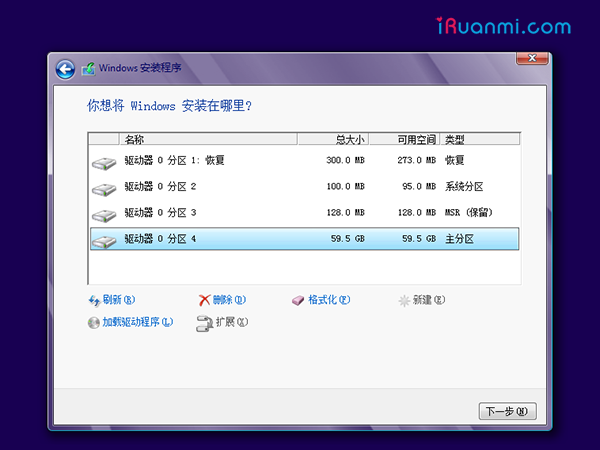 iRuanmi.com
Windows 安装程序
你想将 Windows 安装在哪里?
名称 总大小 可用空间 类型
驱动器 0 分区 1: 恢复 300.0 MB 273.0 MB 恢复
驱动器 0 分区 2 100.0 MB 95.0 MB 系统分区
驱动器 0 分区 3 128.0 MB 128.0 MB MSR (保留)
驱动器 0 分区 4 59.5 GB 59.5 GB 主分区
刷新(R) 删除(D) 格式化(F) 新建(E)
加载驱动程序(L) 扩展(X)
下一步(N)